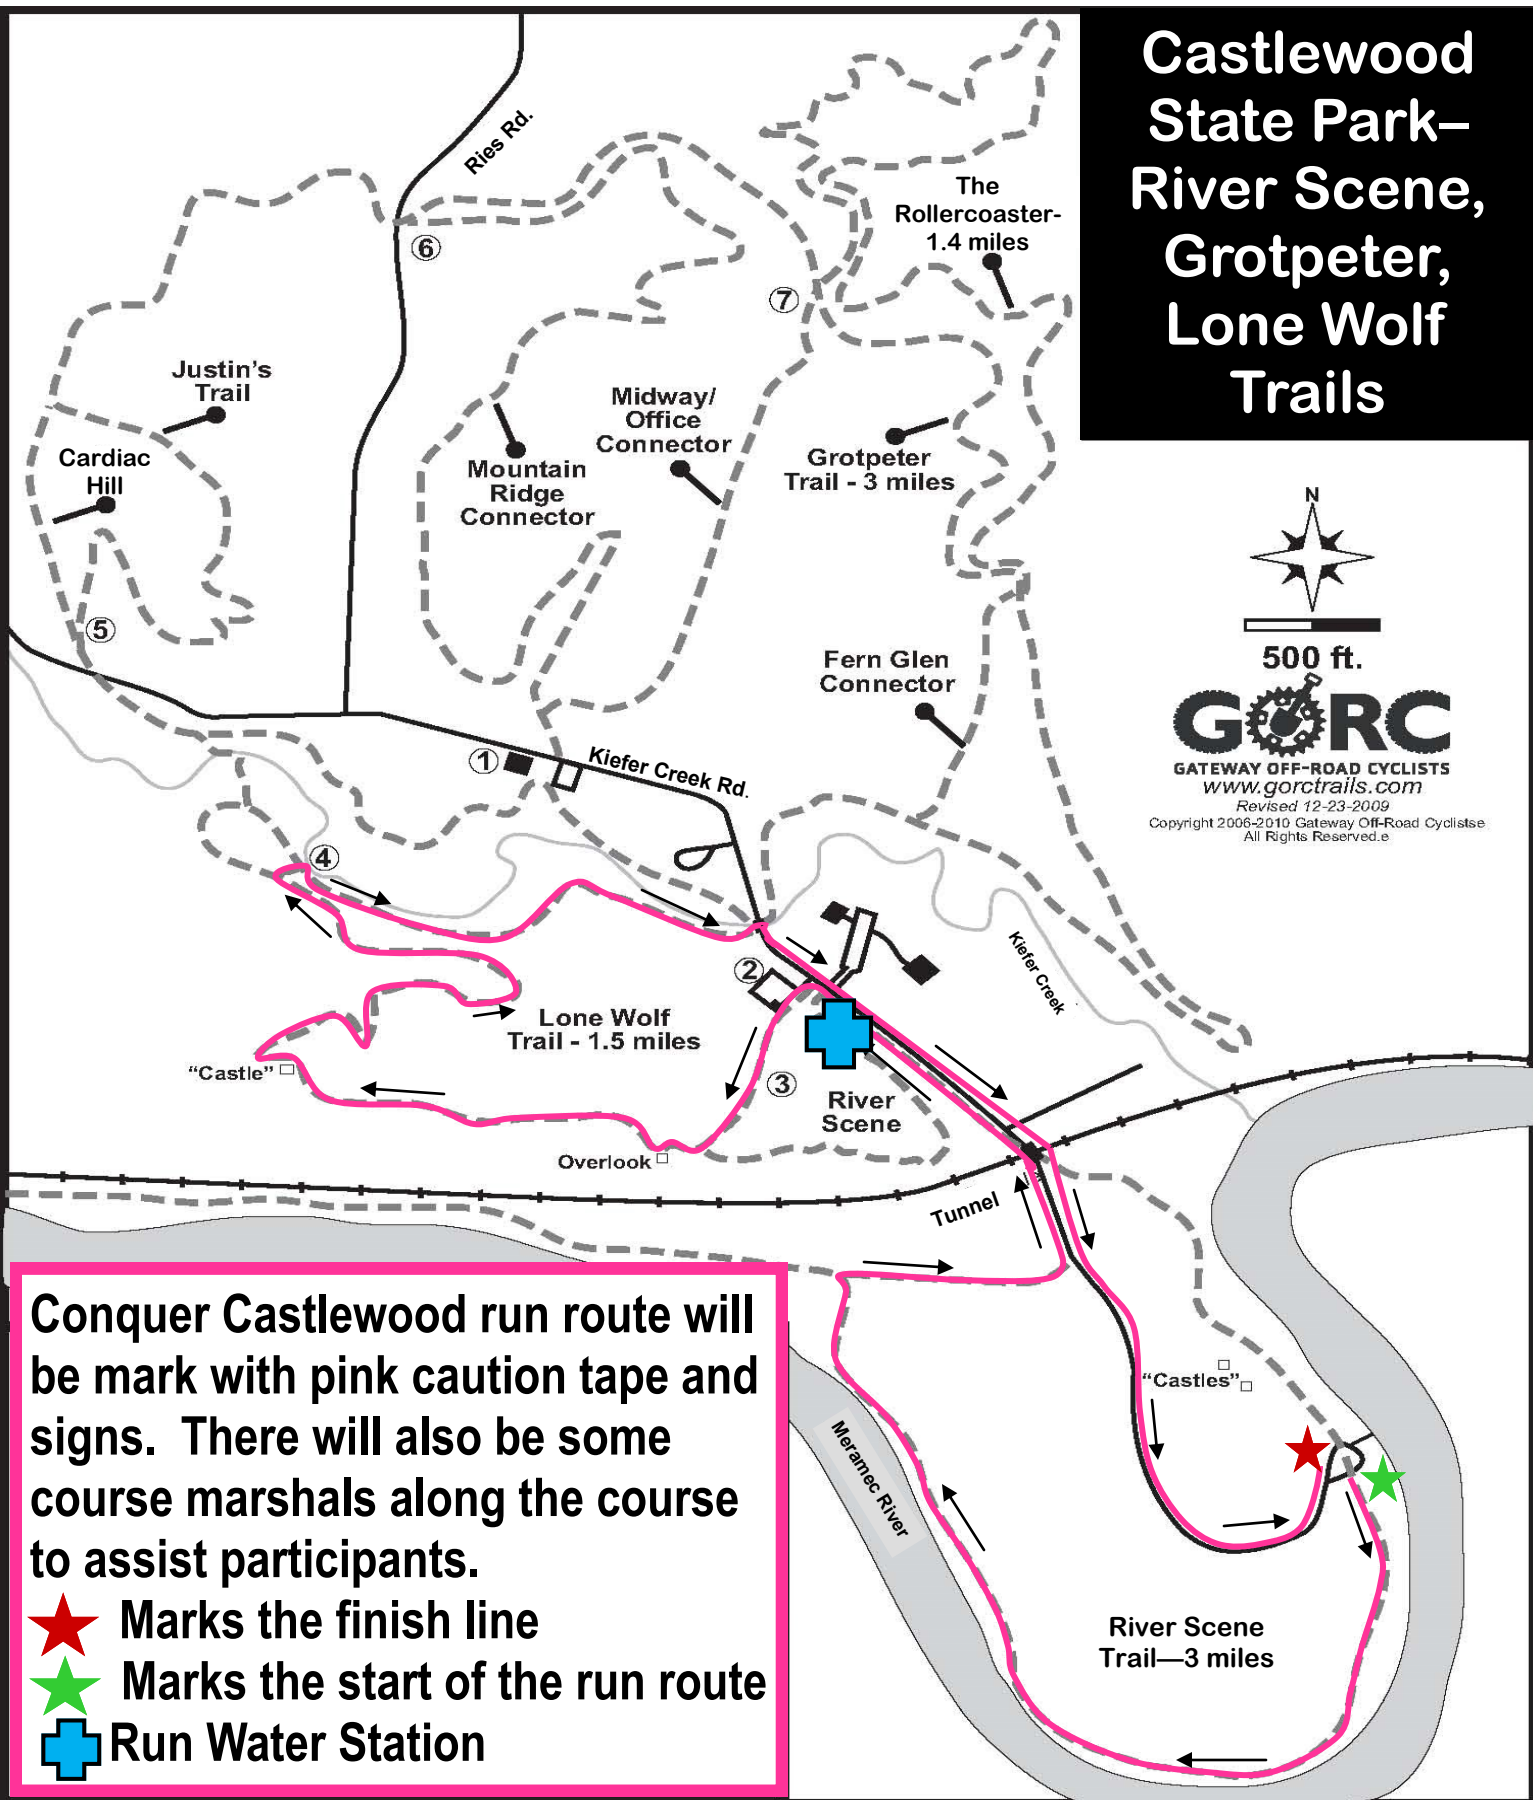 Castlewood
State Park–
River Scene,
Grotpeter,
Lone Wolf
Trails
Ries Rd.
The
Rollercoaster-
1.4 miles
6
7
Justin's
Trail
Cardiac
Hill
Midway/
Office
Connector
Mountain
Ridge
Connector
Grotpeter
Trail - 3 miles
N
500 ft.
GORC
GATEWAY OFF-ROAD CYCLISTS
www.gorctrails.com
Revised 12-23-2009
Copyright 2006-2010 Gateway Off-Road Cyclistse
All Rights Reserved.e
5
Fern Glen
Connector
1
Kiefer Creek Rd.
4
2
Kiefer Creek
Lone Wolf
Trail - 1.5 miles
"Castle"
3
River
Scene
Overlook
Tunnel
"Castles"
Meramec River
River Scene
Trail—3 miles
Conquer Castlewood run route will
be mark with pink caution tape and
signs. There will also be some
course marshals along the course
to assist participants.
Marks the finish line
Marks the start of the run route
Run Water Station